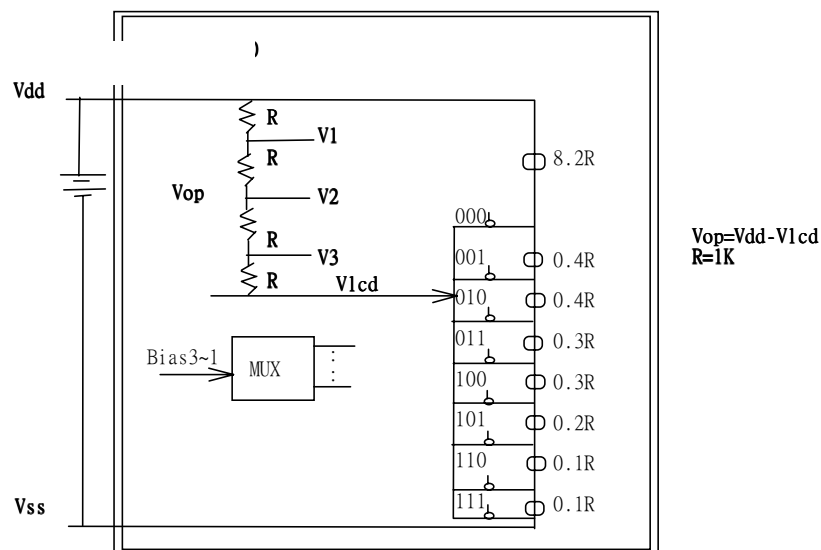 )
Vdd
R
V1
R
8.2R
Vop
V2
000
R
V3
001
0.4R
Vop=Vdd-Vlcd
R=1K
R
Vlcd
010
0.4R
011
0.3R
Bias3~1
MUX
100
0.3R
101
0.2R
110
0.1R
Vss
111
0.1R